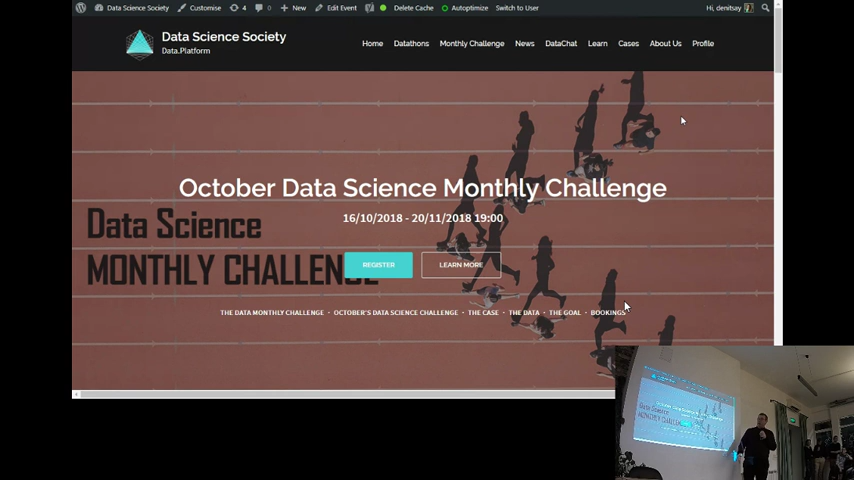 Data Science Society
Customise
4
0
New
Edit Event
Delete Cache
Autoptimize
Switch to User
Hi, denitsay
Data Science Society
Data.Platform
Home
Datathons
Monthly Challenge
News
DataChat
Learn
Cases
About Us
Profile
October Data Science Monthly Challenge
16/10/2018 - 20/11/2018 19:00
Data Science
MONTHLY CHALLENGE
REGISTER
LEARN MORE
THE DATA MONTHLY CHALLENGE · OCTOBER'S DATA SCIENCE CHALLENGE · THE CASE · THE DATA · THE GOAL · BOOKINGS
Data Science